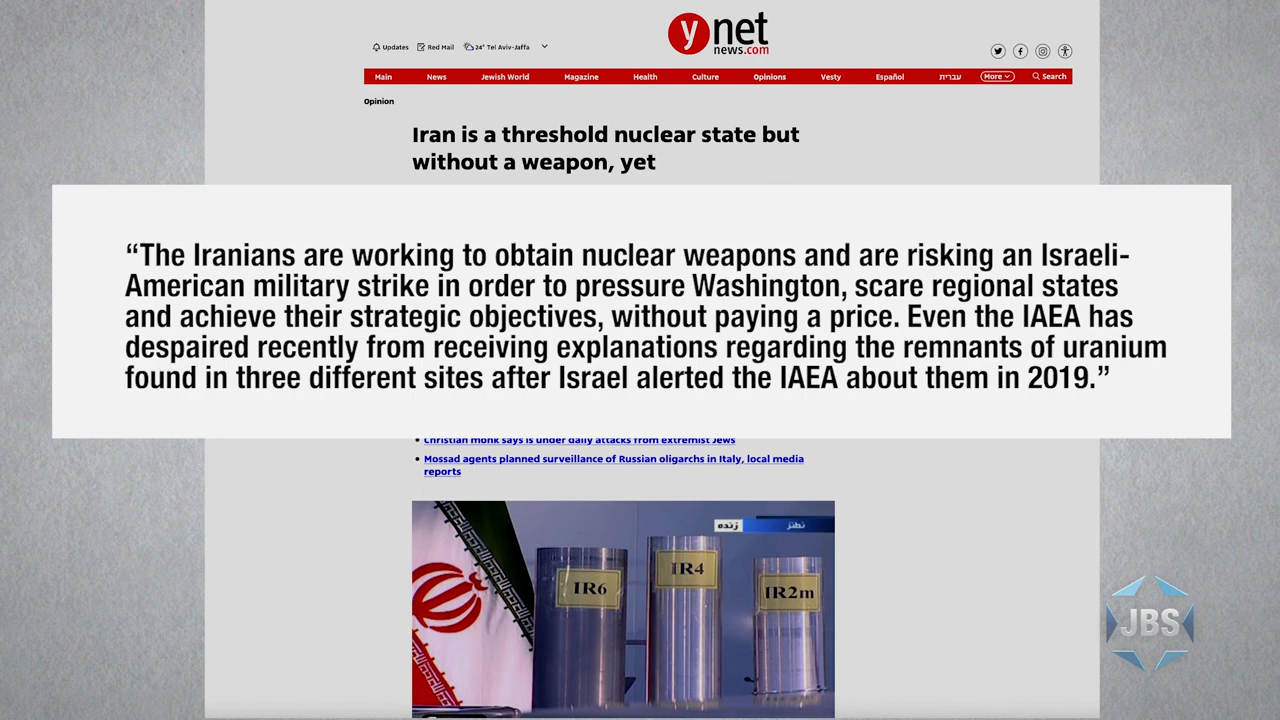 y net
news.com
Updates Red Mail 24° Tel Aviv-Jaffa
Main News Jewish World Magazine Health Culture Opinions Vesty Español עברית More Search
Opinion
Iran is a threshold nuclear state but
without a weapon, yet
“The Iranians are working to obtain nuclear weapons and are risking an Israeli-
American military strike in order to pressure Washington, scare regional states
and achieve their strategic objectives, without paying a price. Even the IAEA has
despaired recently from receiving explanations regarding the remnants of uranium
found in three different sites after Israel alerted the IAEA about them in 2019.”
• Christian monk says is under daily attacks from extremist Jews
• Mossad agents planned surveillance of Russian oligarchs in Italy, local media
reports
زنده نطنز
IR6
IR4
IR2m
JBS